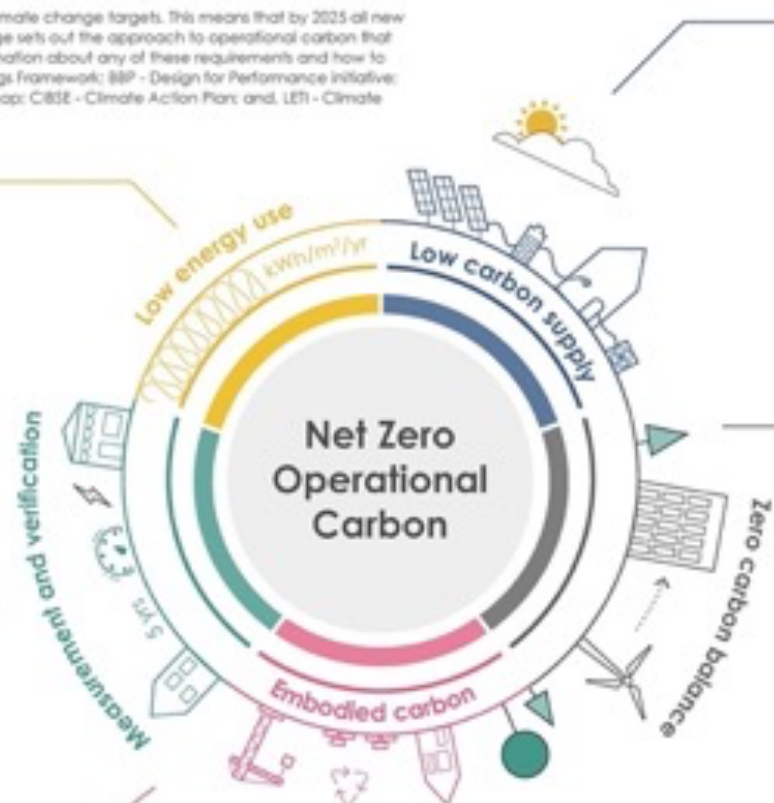 mate change targets. This means that by 2025 all new
ge sets out the approach to operational carbon that
nation about any of these requirements and how to
gs Framework; BBP - Design for Performance initiative;
ap; CIBSE - Climate Action Plan; and, LETI - Climate
Low energy use
kWh/m²/yr
Low carbon supply
Net Zero
Operational
Carbon
Measurement and verification
5 yrs
Zero carbon balance
Embodied carbon